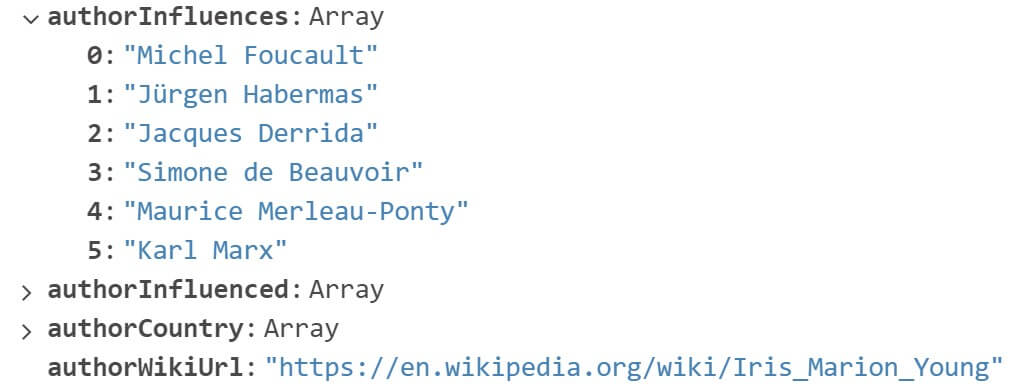 authorInfluences: Array
0: "Michel Foucault"
1: "Jürgen Habermas"
2: "Jacques Derrida"
3: "Simone de Beauvoir"
4: "Maurice Merleau-Ponty"
5: "Karl Marx"
authorInfluenced: Array
authorCountry: Array
authorWikiUrl: "https://en.wikipedia.org/wiki/Iris_Marion_Young"